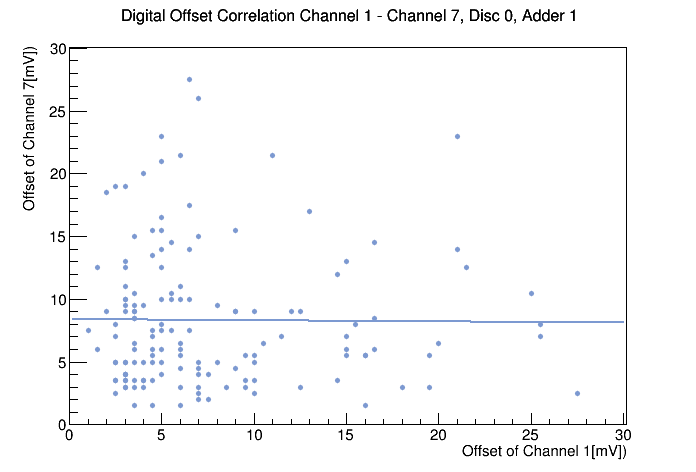 Digital Offset Correlation Channel 1 - Channel 7, Disc 0, Adder 1
Offset of Channel 7[mV])
30
25
20
15
10
5
0
0 5 10 15 20 25 30
Offset of Channel 1[mV])